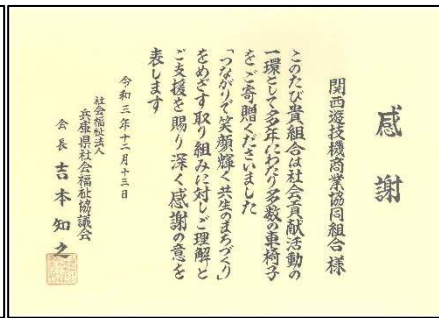 感謝
関西遊技機商業協同組合様
このたび貴組合は社会貢献活動の
一環として多年にわたり多数の車椅子
をご寄贈くださいました
「つながりで笑顔輝く共生のまちづくり」
をめざす取り組みに対しご理解と
ご支援を賜り深く感謝の意を
表します
令和三年十二月十三日
社会福祉法人
兵庫県社会福祉協議会
会長 吉本知之